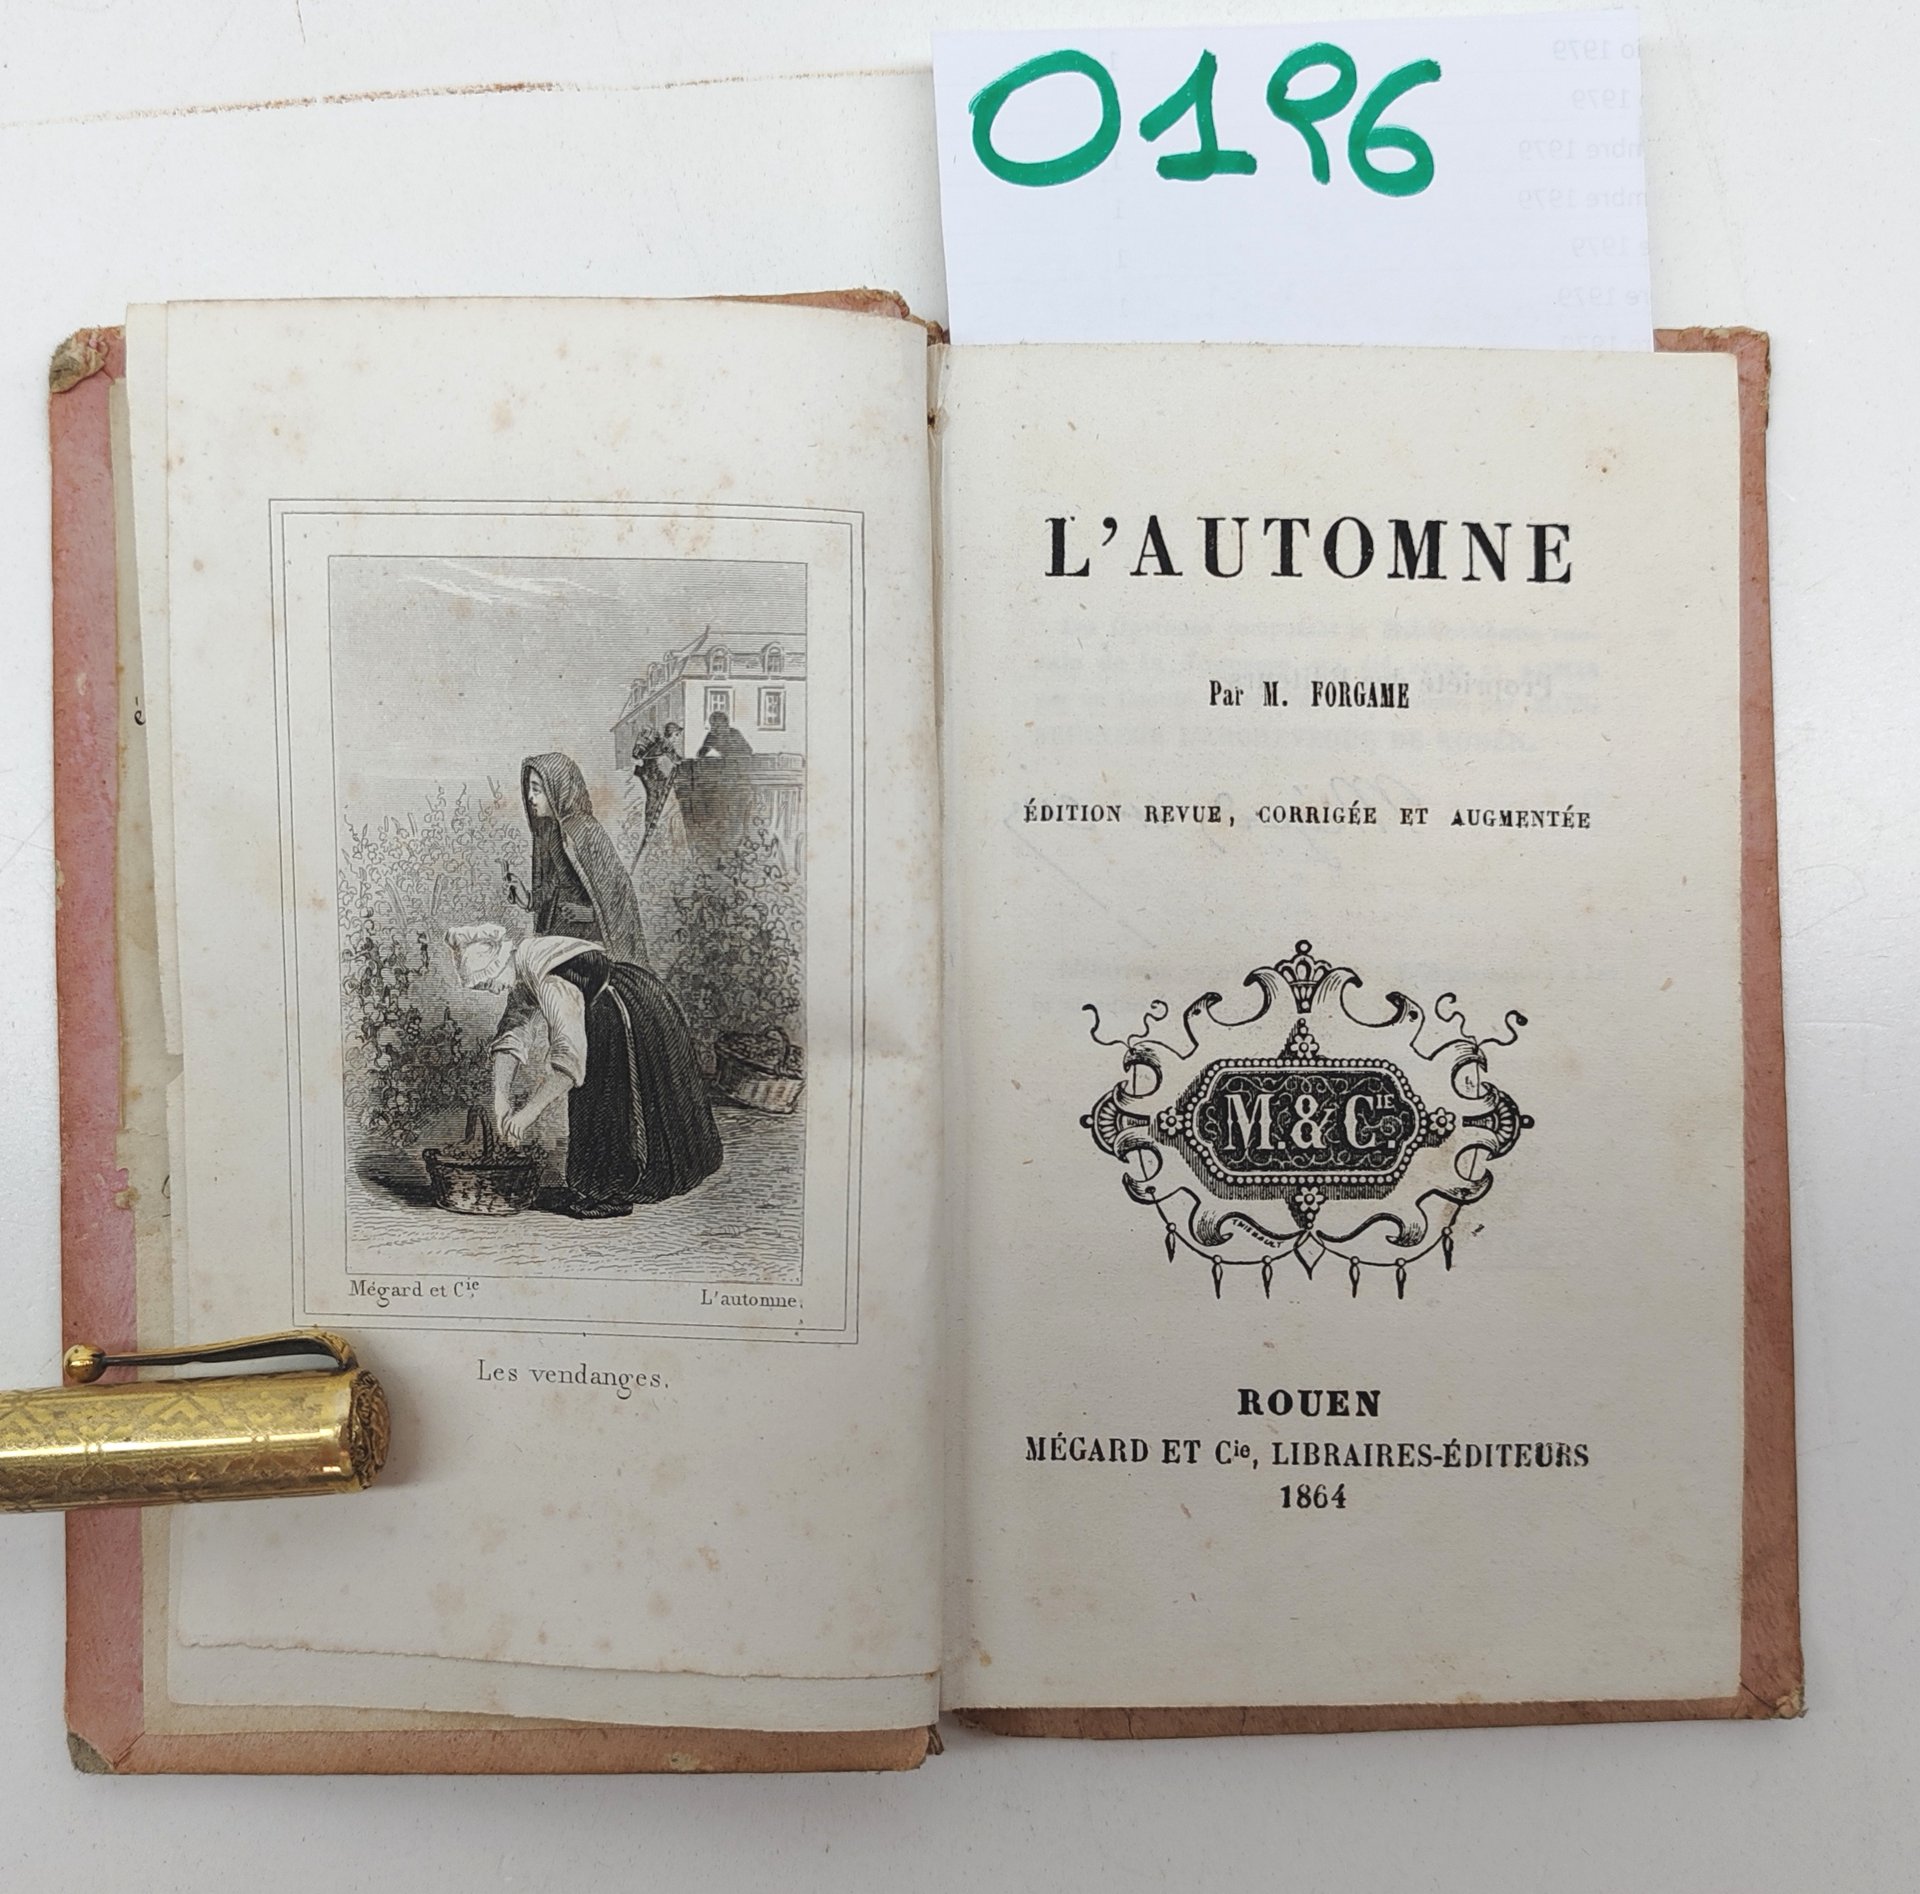 0196
Mégard et Cie.
L'automne.
Les vendanges.
L'AUTOMNE
Par M. FORGAME
ÉDITION REVUE, CORRIGÉE ET AUGMENTÉE
M. & CIE.
THIEBAULT
ROUEN
MÉGARD ET Cie, LIBRAIRES-ÉDITEURS
1864